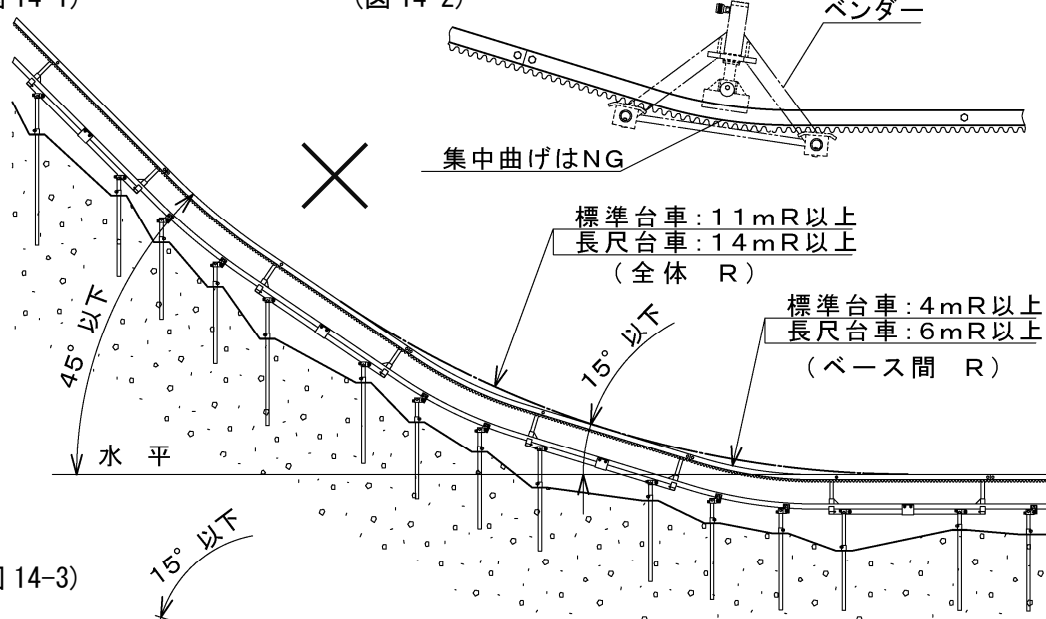 図14-1)
(図14-2)
ベンダー
集中曲げはNG
標準台車:11mR以上
長尺台車:14mR以上
(全体 R)
標準台車:4mR以上
長尺台車:6mR以上
(ベース間 R)
15°以下
45°以下
水 平
15°以下
図14-3)